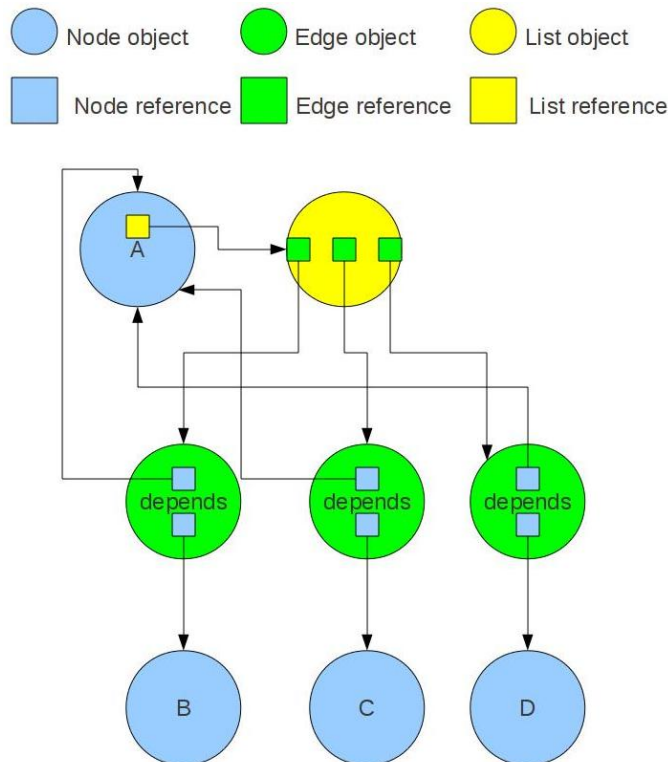 Node object Edge object List object
Node reference Edge reference List reference
A
depends depends depends
B C D